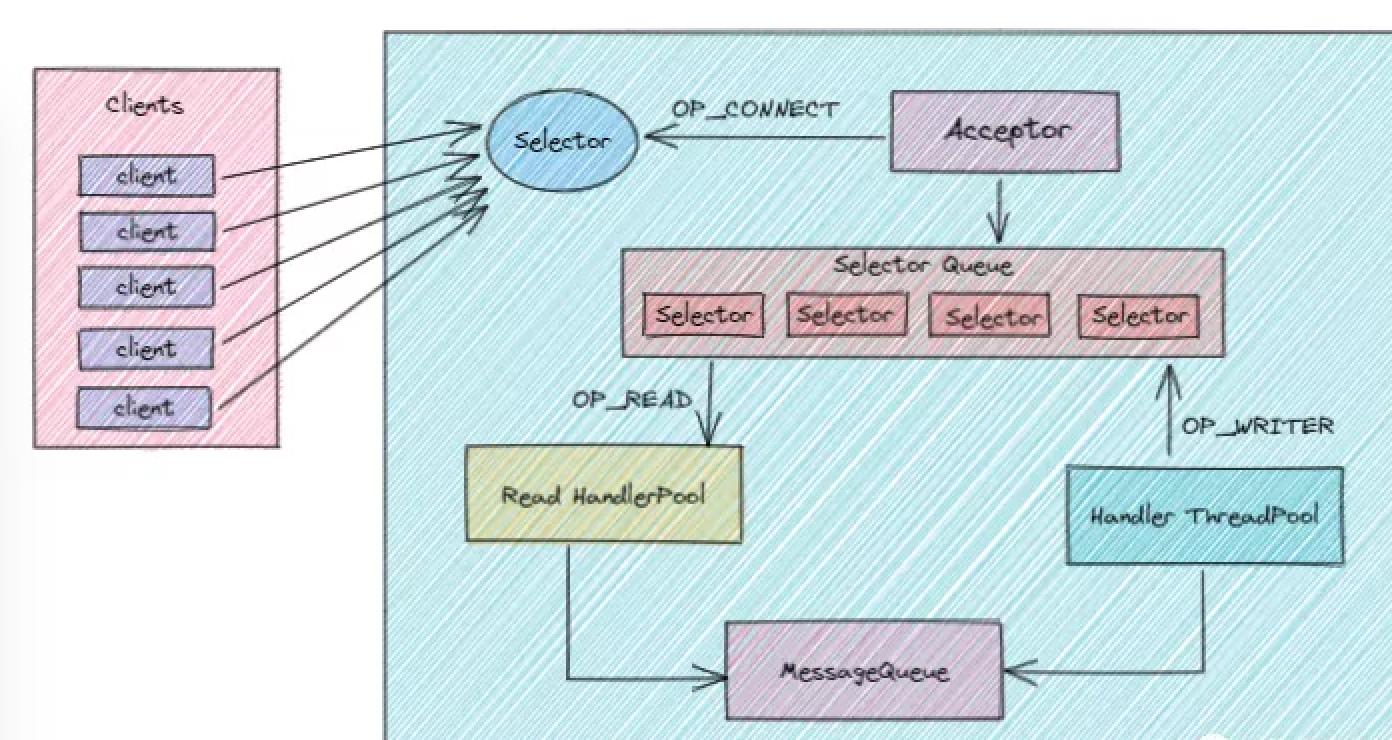 Clients
client
client
client
client
client
Selector
OP_CONNECT
Acceptor
Selector Queue
Selector
Selector
Selector
Selector
OP_READ
OP_WRITER
Read HandlerPool
Handler ThreadPool
MessageQueue